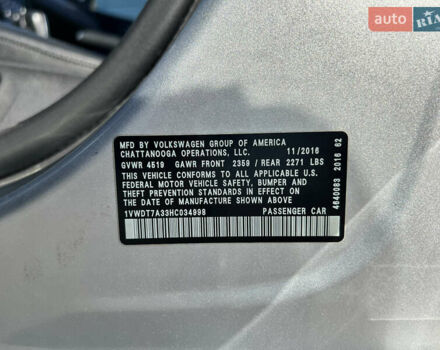 AUTO
RIA
MFD BY VOLKSWAGEN GROUP OF AMERICA
CHATTANOOGA OPERATIONS, LLC. 11/2016
GVWR 4519 GAWR FRONT 2359 / REAR 2271 LBS
THIS VEHICLE CONFORMS TO ALL APPLICABLE U.S.
FEDERAL MOTOR VEHICLE SAFETY, BUMPER AND
THEFT PREVENTION STANDARDS IN EFFECT ON THE
DATE OF MANUFACTURE SHOWN ABOVE
1VWDT7A33HC034998 PASSENGER CAR
4640083 2016 62